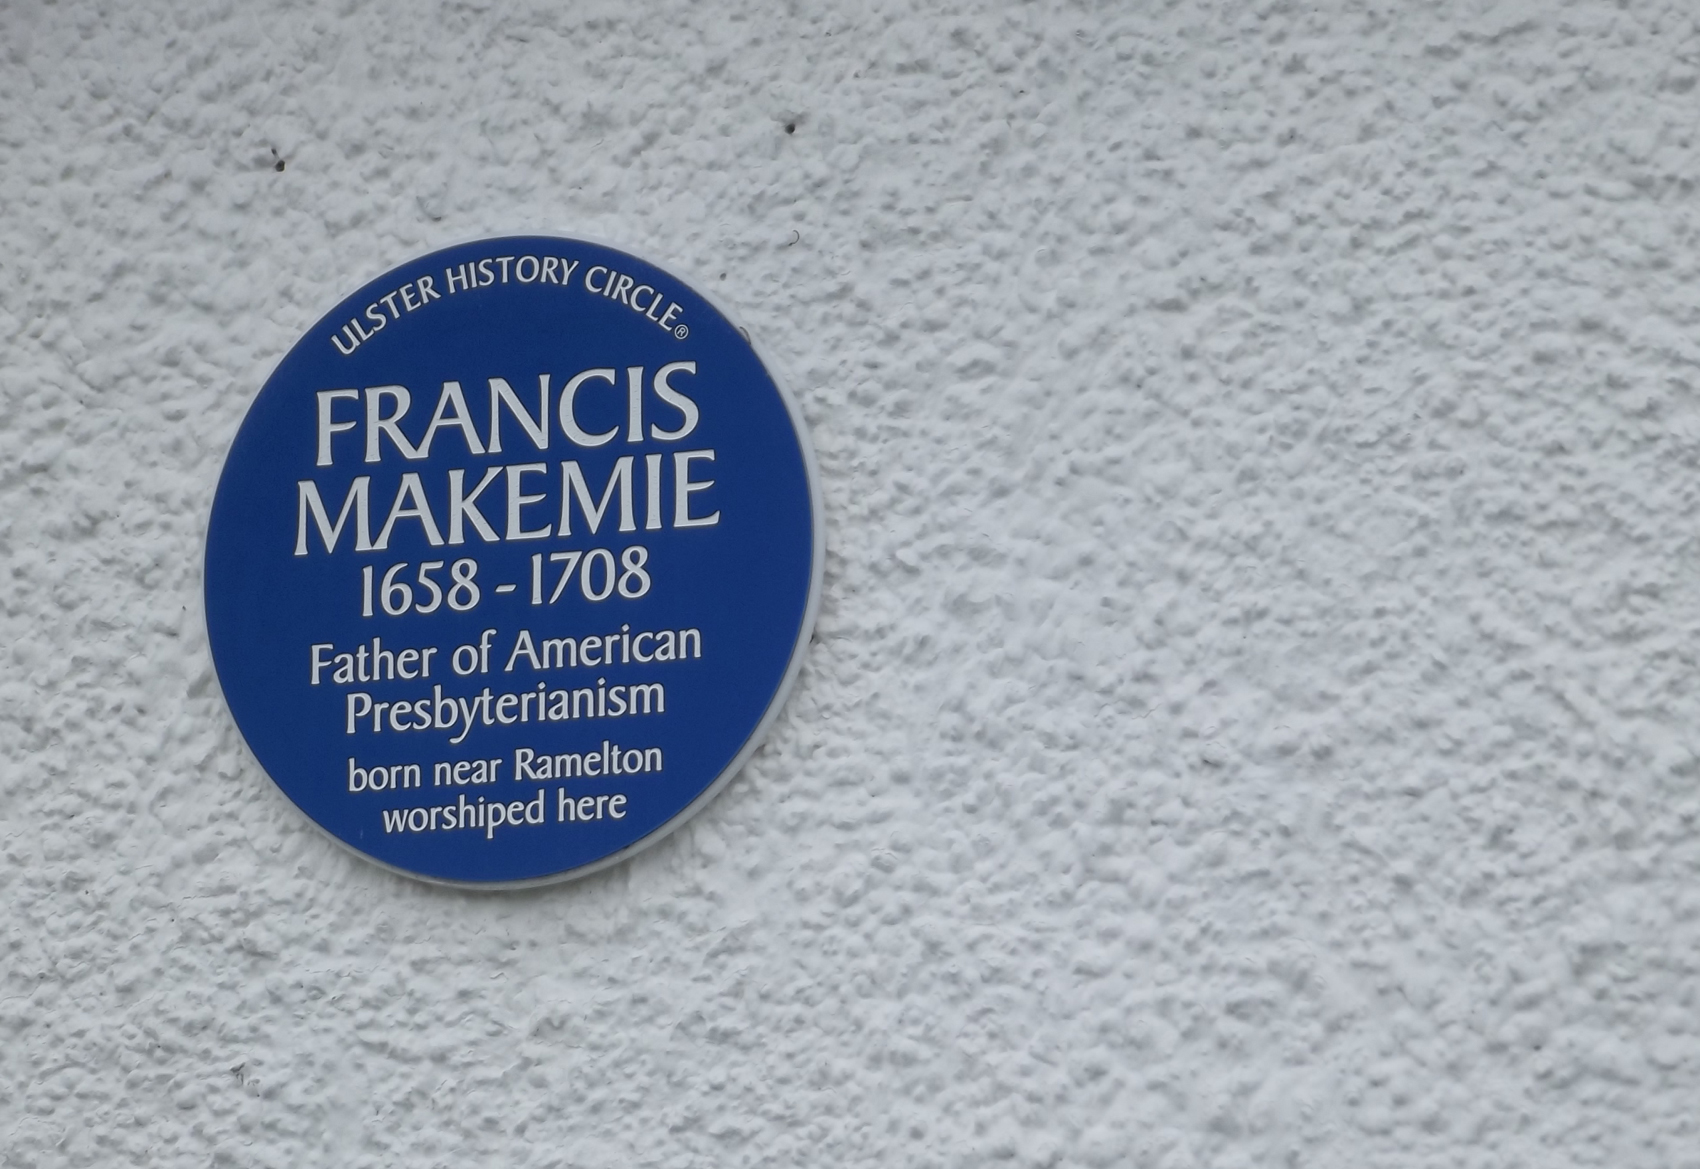 ULSTER HISTORY CIRCLE®
FRANCIS
MAKEMIE
1658 - 1708
Father of American
Presbyterianism
born near Ramelton
worshiped here